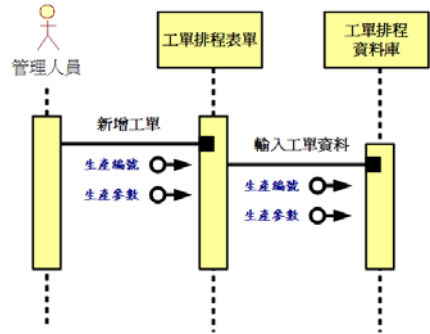 管理人員
工單排程表單
工單排程
資料庫
新增工單
生產編號
生產參數
輸入工單資料
生產編號
生產參數